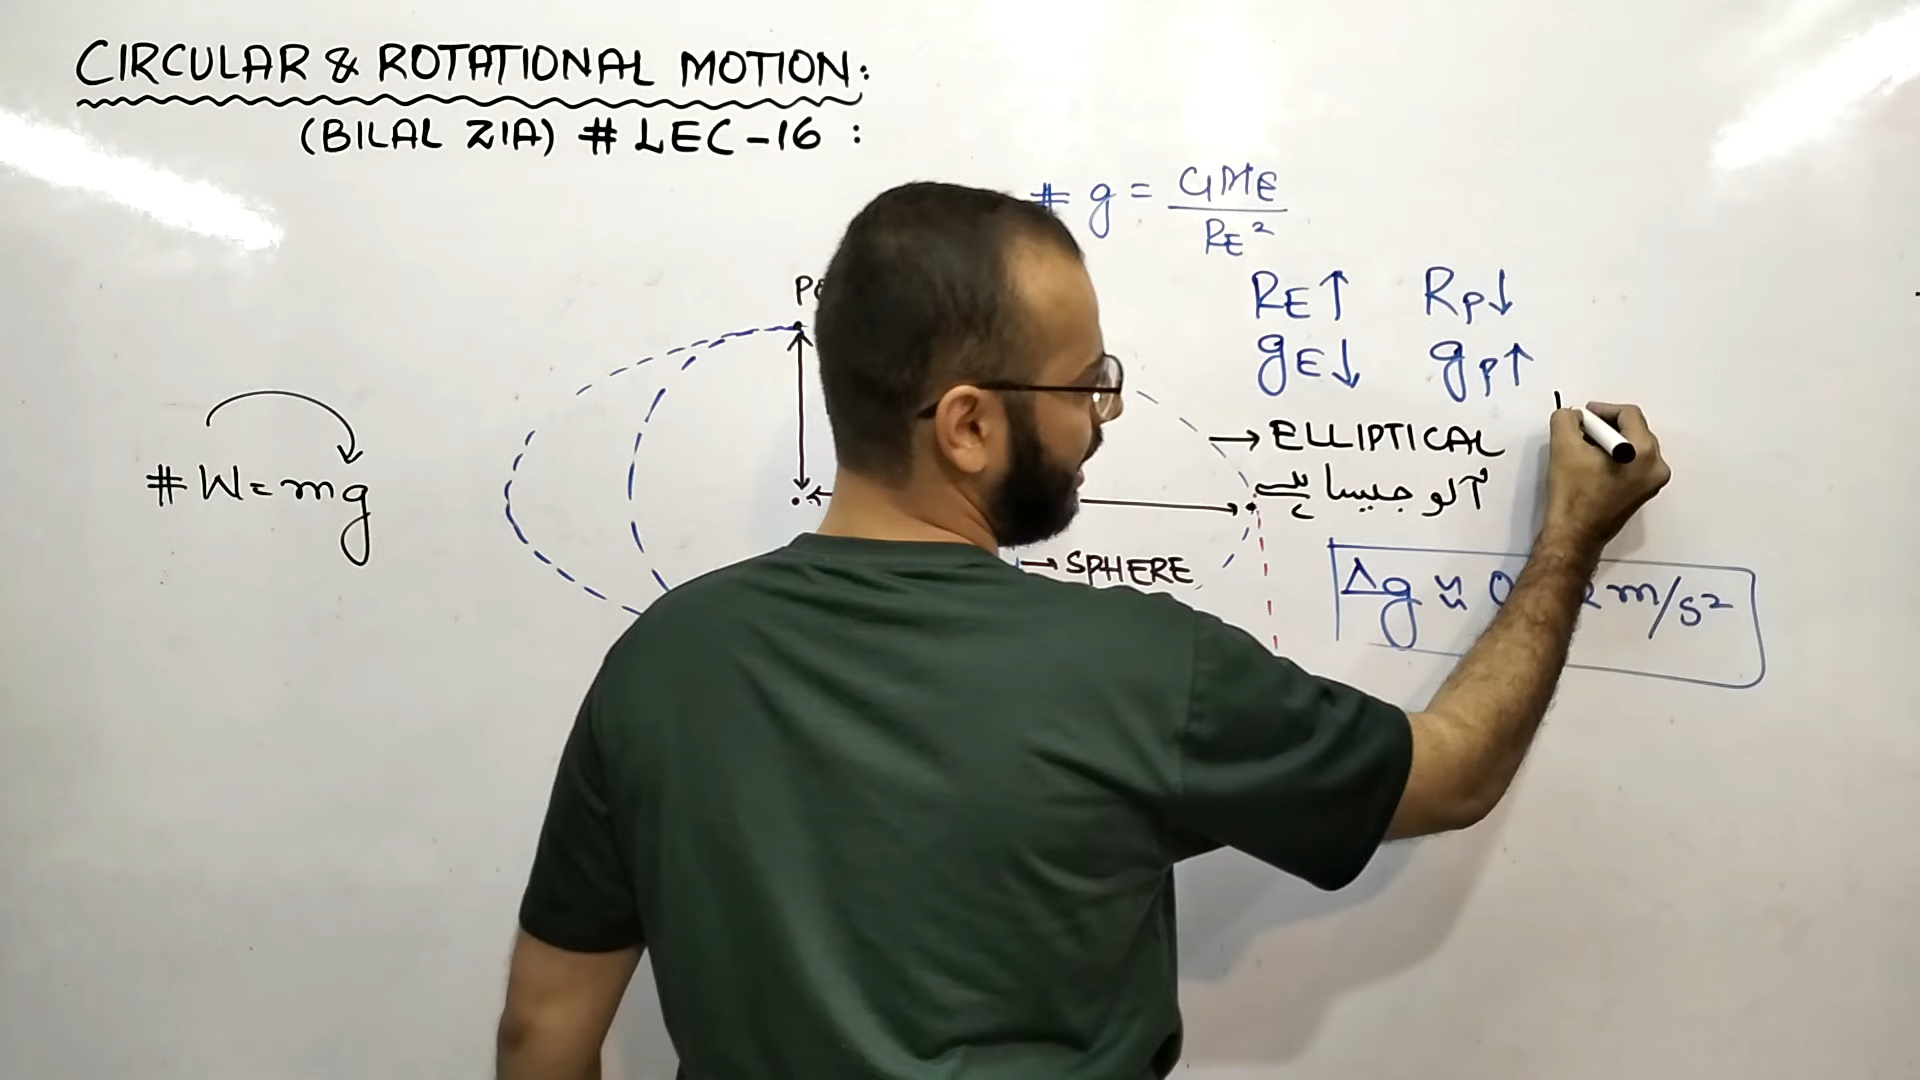 CIRCULAR & ROTATIONAL MOTION:
(BILAL ZIA) # LEC-16 :
# g = GME / RE²
RE↑ RP↓
gE↓ gP↑
→ ELLIPTICAL
آلو جیسا ہے
# W=mg
→ SPHERE
Δg ≈ m/s²